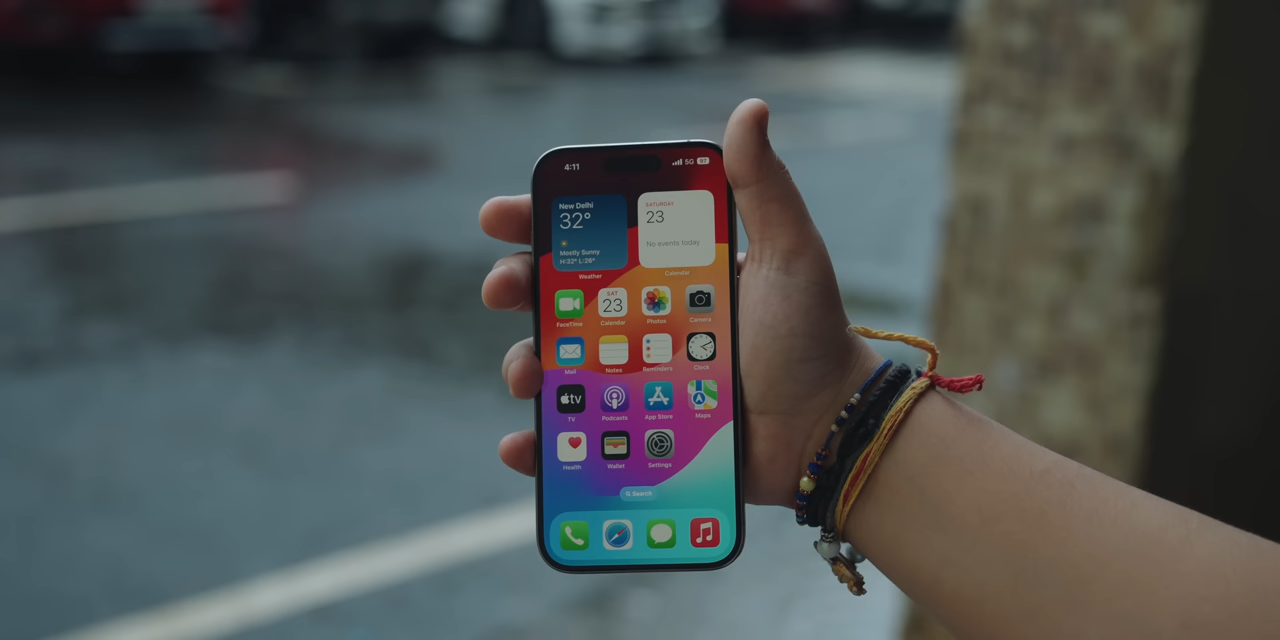 4:11
5G 87
New Delhi
32°
Mostly Sunny
H:32° L:26°
Weather
SATURDAY
23
No events today
Calendar
FaceTime
SAT
23
Calendar
Photos
Camera
Mail
Notes
Reminders
Clock
tv
TV
Podcasts
App Store
Maps
Health
Wallet
Settings
Search